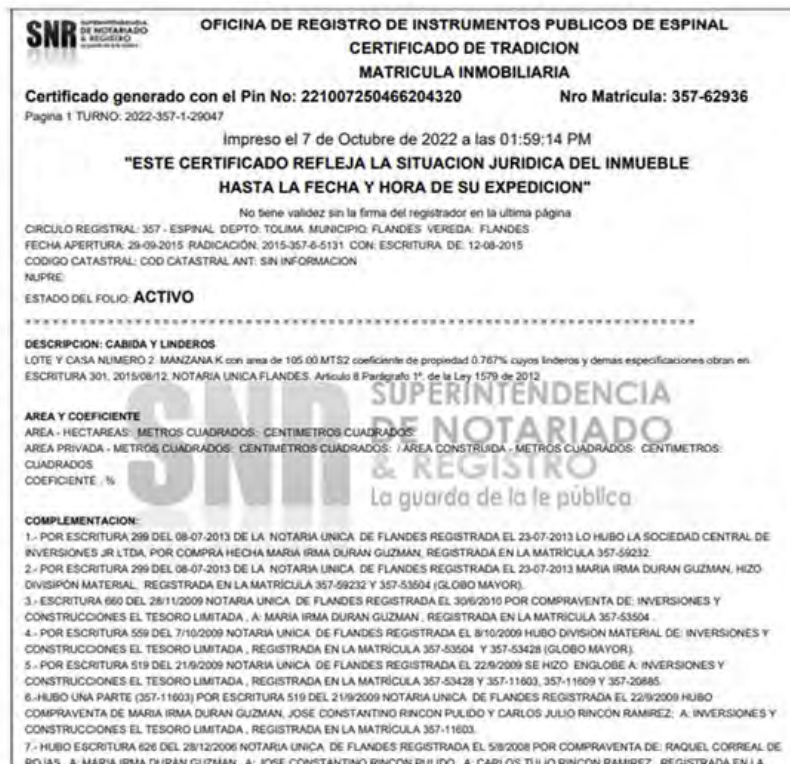 SNR SUPERINTENDENCIA
DE NOTARIADO
& REGISTRO
OFICINA DE REGISTRO DE INSTRUMENTOS PUBLICOS DE ESPINAL
CERTIFICADO DE TRADICION
MATRICULA INMOBILIARIA
Certificado generado con el Pin No: 221007250466204320 Nro Matricula: 357-62936
Pagina 1 TURNO: 2022-357-1-29047
Impreso el 7 de Octubre de 2022 a las 01:59:14 PM
"ESTE CERTIFICADO REFLEJA LA SITUACION JURIDICA DEL INMUEBLE
HASTA LA FECHA Y HORA DE SU EXPEDICION"
No tiene validez sin la firma del registrador en la ultima página
CIRCULO REGISTRAL: 357 - ESPINAL DEPTO: TOLIMA MUNICIPIO: FLANDES VEREDA: FLANDES
FECHA APERTURA: 29-09-2015 RADICACIÓN: 2015-357-6-5131 CON: ESCRITURA DE: 12-08-2015
CODIGO CATASTRAL: COD CATASTRAL ANT: SIN INFORMACION
NUPRE:
ESTADO DEL FOLIO: ACTIVO
DESCRIPCION: CABIDA Y LINDEROS
LOTE Y CASA NUMERO 2 MANZANA K con area de 105.00 MTS2 coeficiente de propiedad 0.767% cuyos linderos y demas especificaciones obran en
ESCRITURA 301, 2015/08/12, NOTARIA UNICA FLANDES. Articulo 8 Parágrafo 1º. de la Ley 1579 de 2012
SNR SUPERINTENDENCIA
DE NOTARIADO
& REGISTRO
La guarda de la fe pública
AREA Y COEFICIENTE
AREA - HECTAREAS: METROS CUADRADOS: CENTIMETROS CUADRADOS:
AREA PRIVADA - METROS CUADRADOS: CENTIMETROS CUADRADOS: / AREA CONSTRUIDA - METROS CUADRADOS: CENTIMETROS:
CUADRADOS
COEFICIENTE : %
COMPLEMENTACION:
1.- POR ESCRITURA 299 DEL 08-07-2013 DE LA NOTARIA UNICA DE FLANDES REGISTRADA EL 23-07-2013 LO HUBO LA SOCIEDAD CENTRAL DE
INVERSIONES JR LTDA, POR COMPRA HECHA MARIA IRMA DURAN GUZMAN, REGISTRADA EN LA MATRÍCULA 357-59232.
2.- POR ESCRITURA 299 DEL 08-07-2013 DE LA NOTARIA UNICA DE FLANDES REGISTRADA EL 23-07-2013 MARIA IRMA DURAN GUZMAN, HIZO
DIVISIPÓN MATERIAL, REGISTRADA EN LA MATRÍCULA 357-59232 Y 357-53504 (GLOBO MAYOR).
3.- ESCRITURA 660 DEL 28/11/2009 NOTARIA UNICA DE FLANDES REGISTRADA EL 30/6/2010 POR COMPRAVENTA DE: INVERSIONES Y
CONSTRUCCIONES EL TESORO LIMITADA , A: MARIA IRMA DURAN GUZMAN , REGISTRADA EN LA MATRÍCULA 357-53504 .
4.- POR ESCRITURA 559 DEL 7/10/2009 NOTARIA UNICA DE FLANDES REGISTRADA EL 8/10/2009 HUBO DIVISION MATERIAL DE: INVERSIONES Y
CONSTRUCCIONES EL TESORO LIMITADA , REGISTRADA EN LA MATRÍCULA 357-53504 Y 357-53428 (GLOBO MAYOR).
5.- POR ESCRITURA 519 DEL 21/9/2009 NOTARIA UNICA DE FLANDES REGISTRADA EL 22/9/2009 SE HIZO ENGLOBE A: INVERSIONES Y
CONSTRUCCIONES EL TESORO LIMITADA , REGISTRADA EN LA MATRÍCULA 357-53428 Y 357-11603, 357-11609 Y 357-20885.
6.-HUBO UNA PARTE (357-11603) POR ESCRITURA 519 DEL 21/9/2009 NOTARIA UNICA DE FLANDES REGISTRADA EL 22/9/2009 HUBO
COMPRAVENTA DE MARIA IRMA DURAN GUZMAN, JOSE CONSTANTINO RINCON PULIDO Y CARLOS JULIO RINCON RAMIREZ; A: INVERSIONES Y
CONSTRUCCIONES EL TESORO LIMITADA , REGISTRADA EN LA MATRÍCULA 357-11603.
7.- HUBO ESCRITURA 626 DEL 28/12/2006 NOTARIA UNICA DE FLANDES REGISTRADA EL 5/8/2008 POR COMPRAVENTA DE: RAQUEL CORREAL DE
ROJAS , A: MARIA IRMA DURAN GUZMAN , A: JOSE CONSTANTINO RINCON PULIDO , A: CARLOS TULIO RINCON RAMIREZ , REGISTRADA EN LA